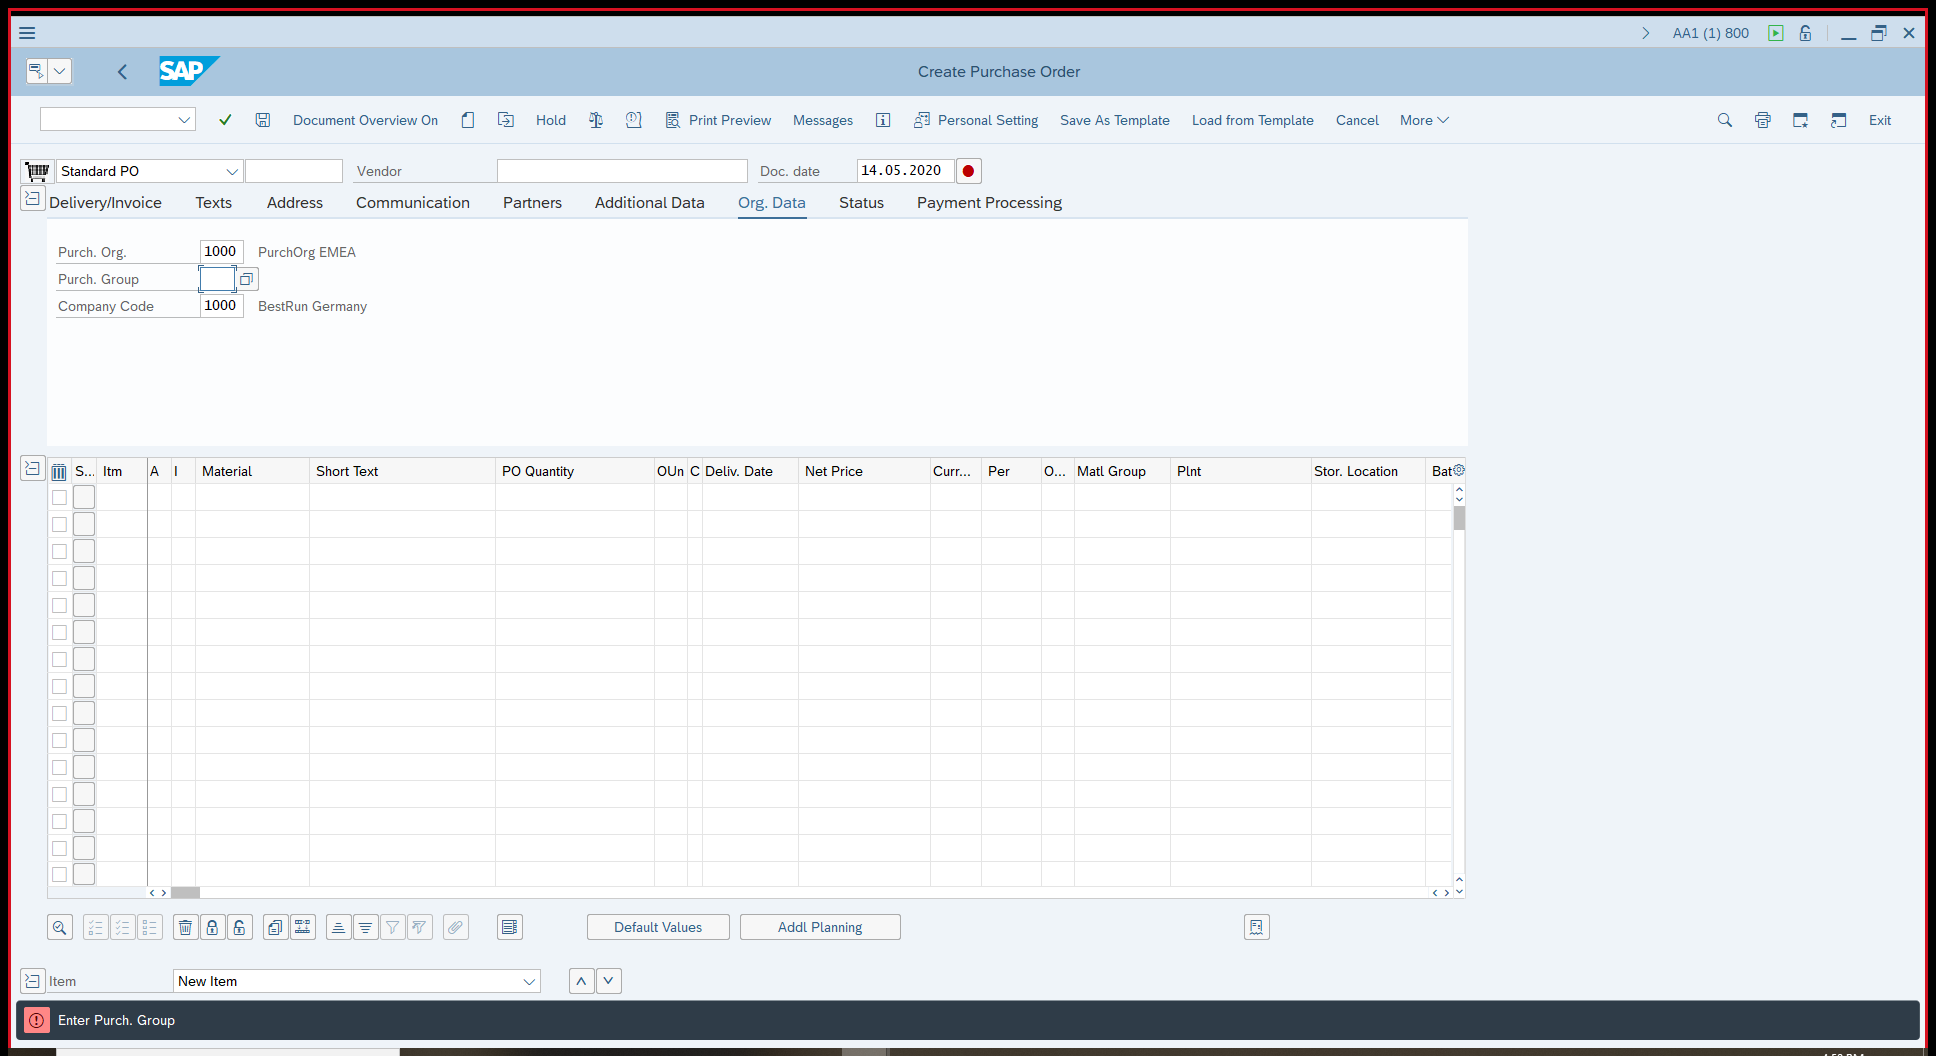 AA1 (1) 800
SAP
Create Purchase Order
Document Overview On
Hold
Print Preview
Messages
Personal Setting
Save As Template
Load from Template
Cancel
More
Exit
Standard PO
Vendor
Doc. date
14.05.2020
Delivery/Invoice
Texts
Address
Communication
Partners
Additional Data
Org. Data
Status
Payment Processing
Purch. Org.
1000
PurchOrg EMEA
Purch. Group
Company Code
1000
BestRun Germany
S...
Itm
A
I
Material
Short Text
PO Quantity
OUn
C
Deliv. Date
Net Price
Curr...
Per
O...
Matl Group
Plnt
Stor. Location
Bat
Default Values
Addl Planning
Item
New Item
Enter Purch. Group